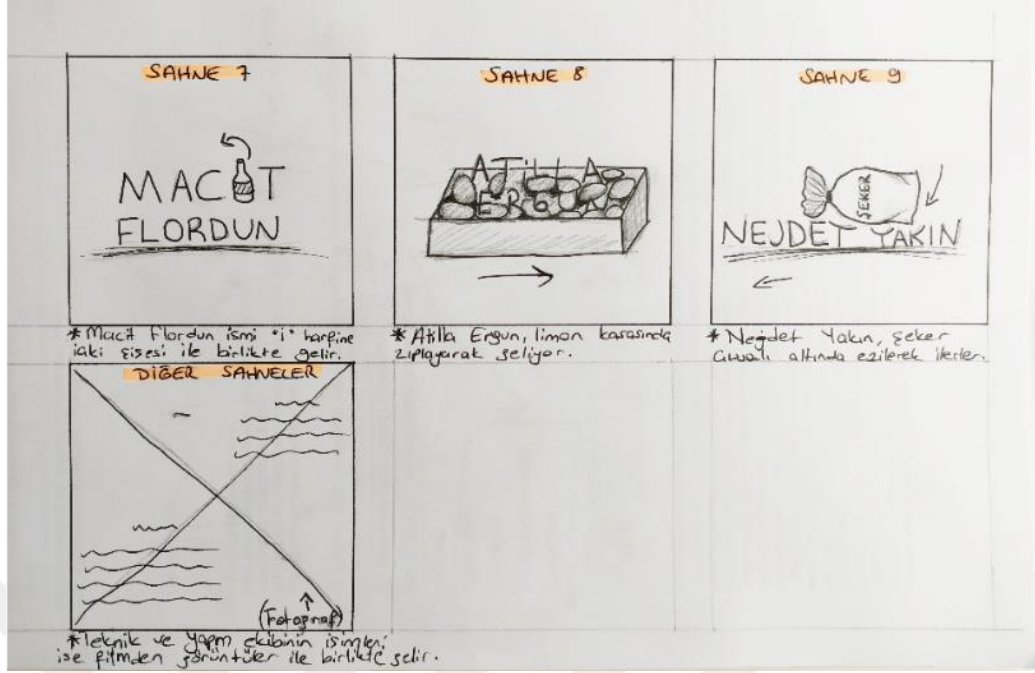 SAHNE 7
MACİT
FLORDUN
* Macit Flordun ismi "i" harfine
rakı şişesi ile birlikte gelir.
SAHNE 8
ATİLLA
ERGUN
* Atilla Ergun, limon kasasında
zıplayarak geliyor.
SAHNE 9
ŞEKER
NEJDET YAKIN
* Nejdet Yakın, şeker
çuvalı altında ezilerek ilerler.
DİĞER SAHNELER
(Fotoğraf)
* Teknik ve yapım ekibinin isimleri
ise filmden görüntüler ile birlikte gelir.